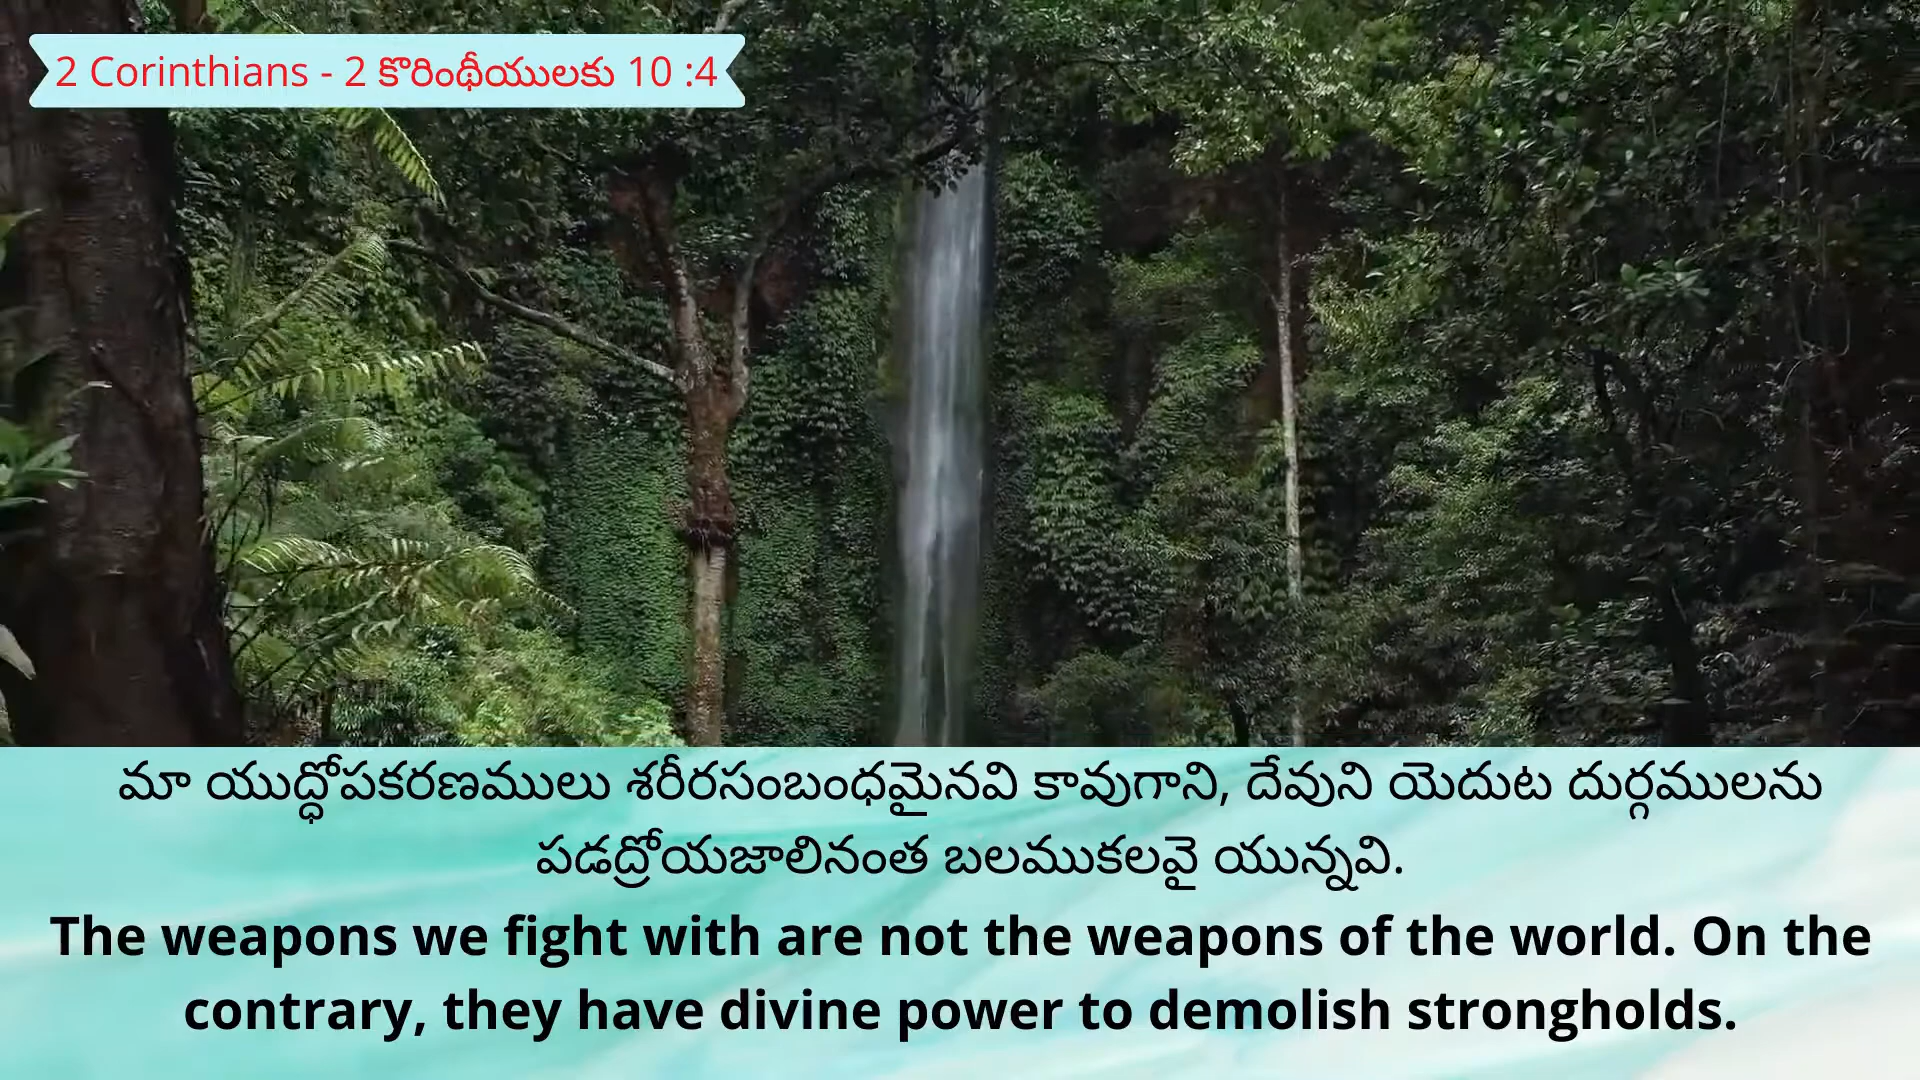 2 Corinthians - 2 కొరింథీయులకు 10 :4
మా యుద్ధోపకరణములు శరీరసంబంధమైనవి కావుగాని, దేవుని యెదుట దుర్గములను
పడద్రోయజాలినంత బలముకలవై యున్నవి.
The weapons we fight with are not the weapons of the world. On the
contrary, they have divine power to demolish strongholds.